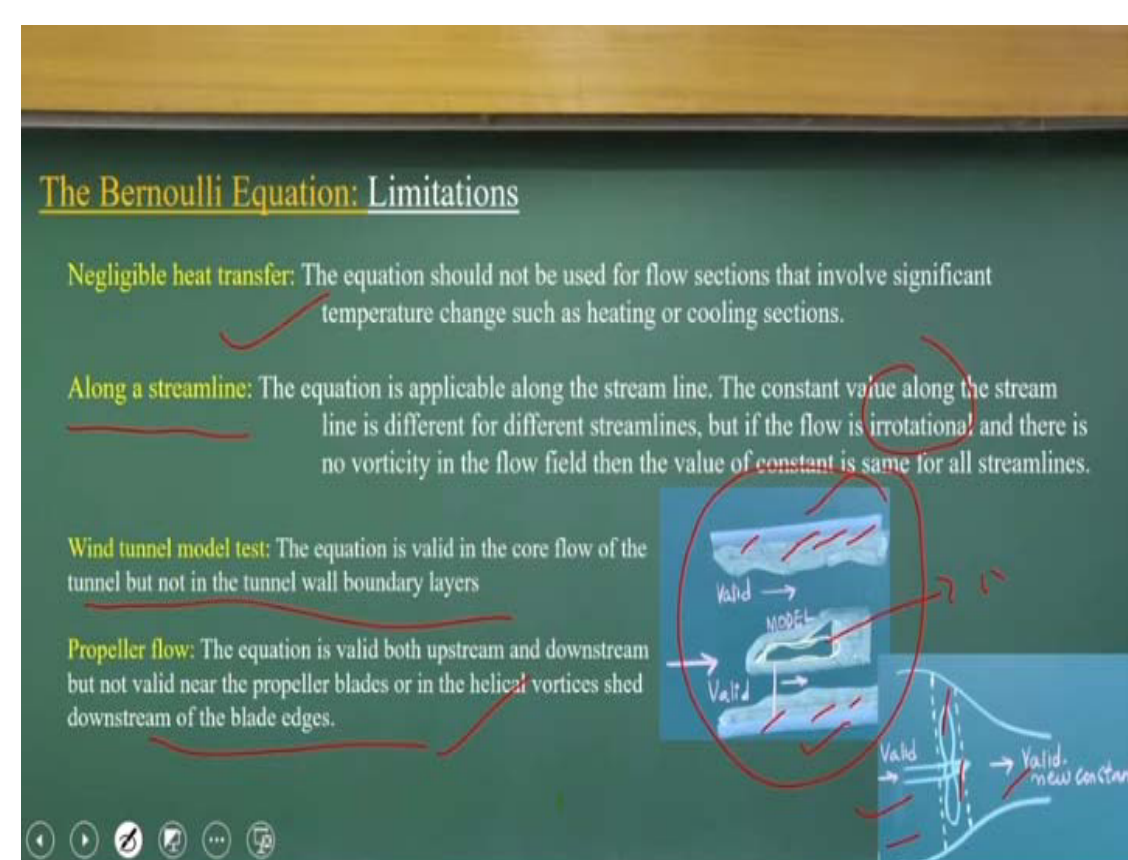 The Bernoulli Equation: Limitations
Negligible heat transfer: The equation should not be used for flow sections that involve significant
temperature change such as heating or cooling sections.
Along a streamline: The equation is applicable along the stream line. The constant value along the stream
line is different for different streamlines, but if the flow is irrotational and there is
no vorticity in the flow field then the value of constant is same for all streamlines.
Wind tunnel model test: The equation is valid in the core flow of the
tunnel but not in the tunnel wall boundary layers
Propeller flow: The equation is valid both upstream and downstream
but not valid near the propeller blades or in the helical vortices shed
downstream of the blade edges.
Valid
MODEL
Valid
Valid
Valid.
new constan